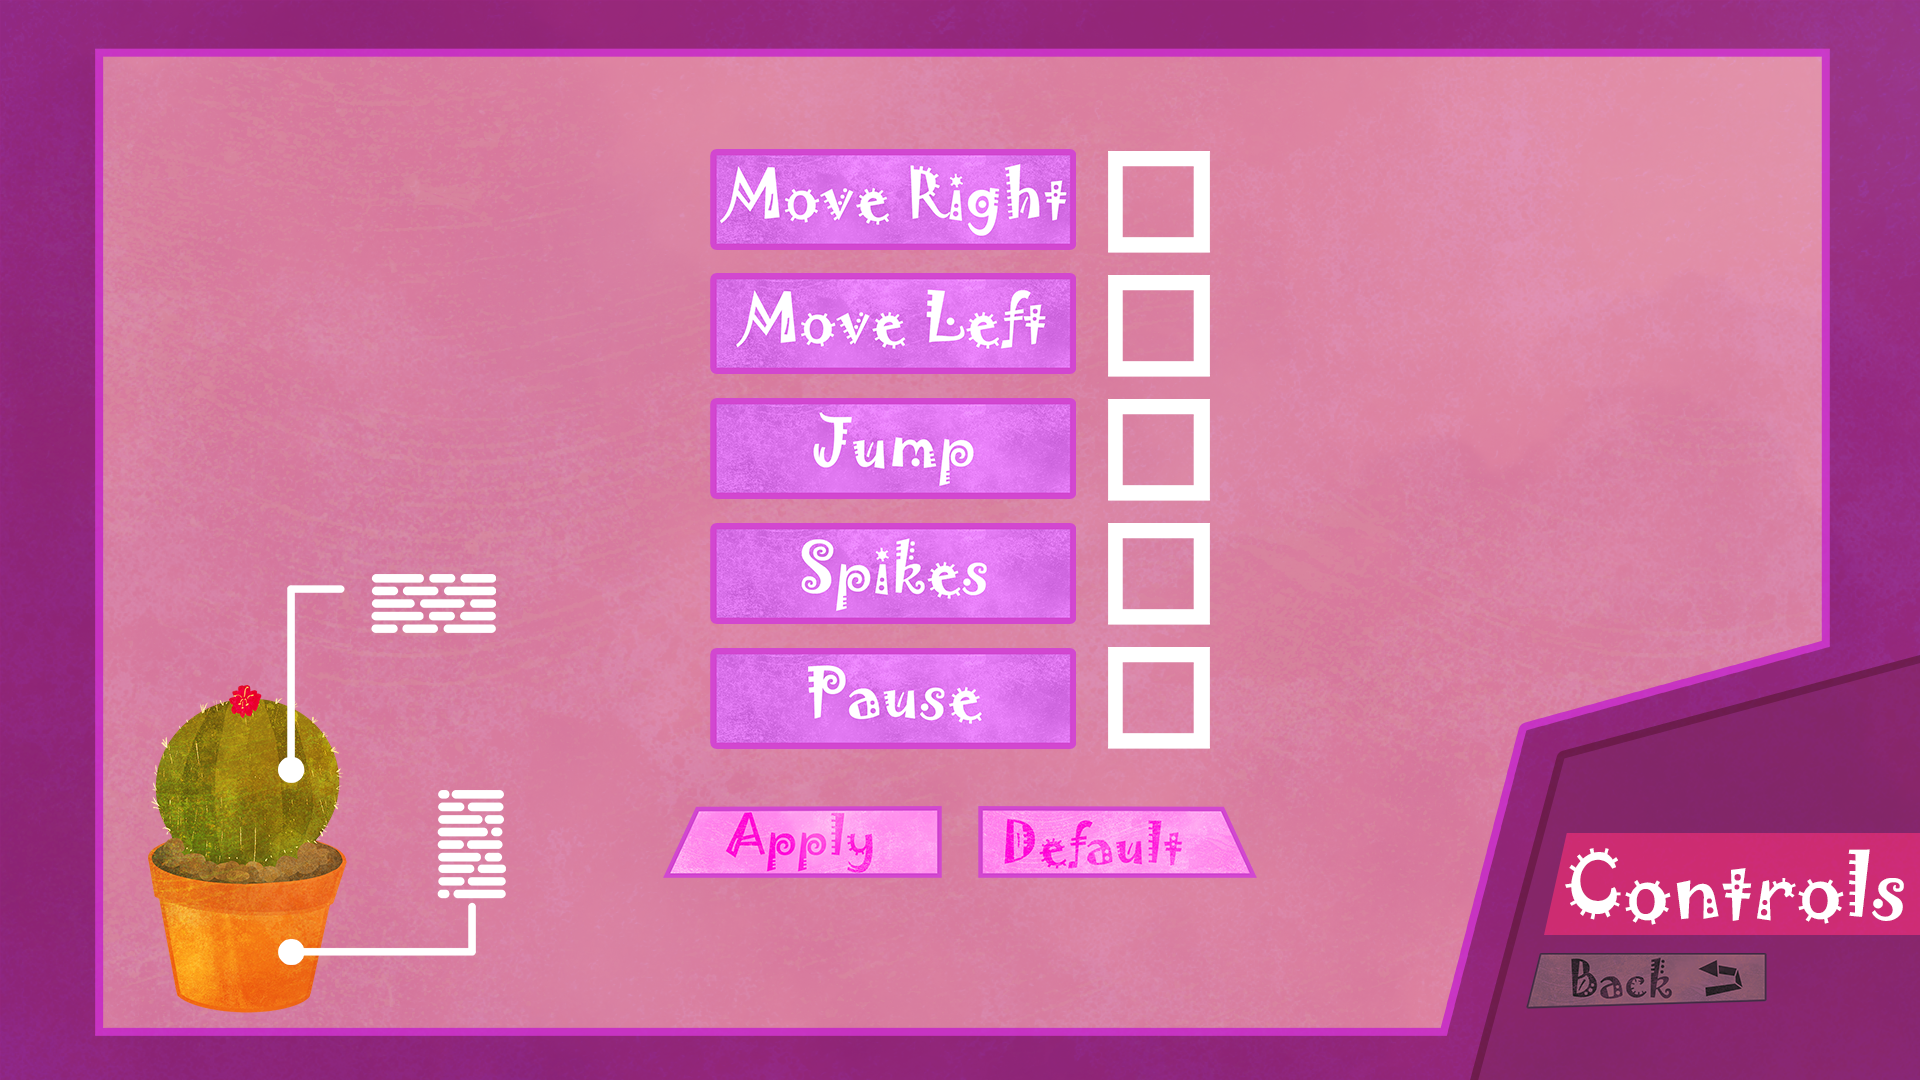 Move Right
Move Left
Jump
Spikes
Pause
Apply
Default
Controls
Back